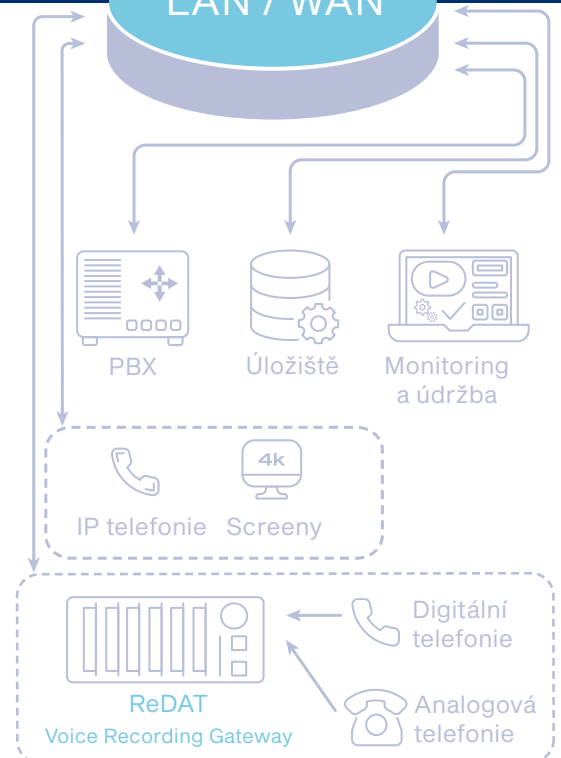 LAN / WAN
PBX
Úložiště
Monitoring
a údržba
4k
IP telefonie
Screeny
Digitální
telefonie
ReDAT
Voice Recording Gateway
Analogová
telefonie